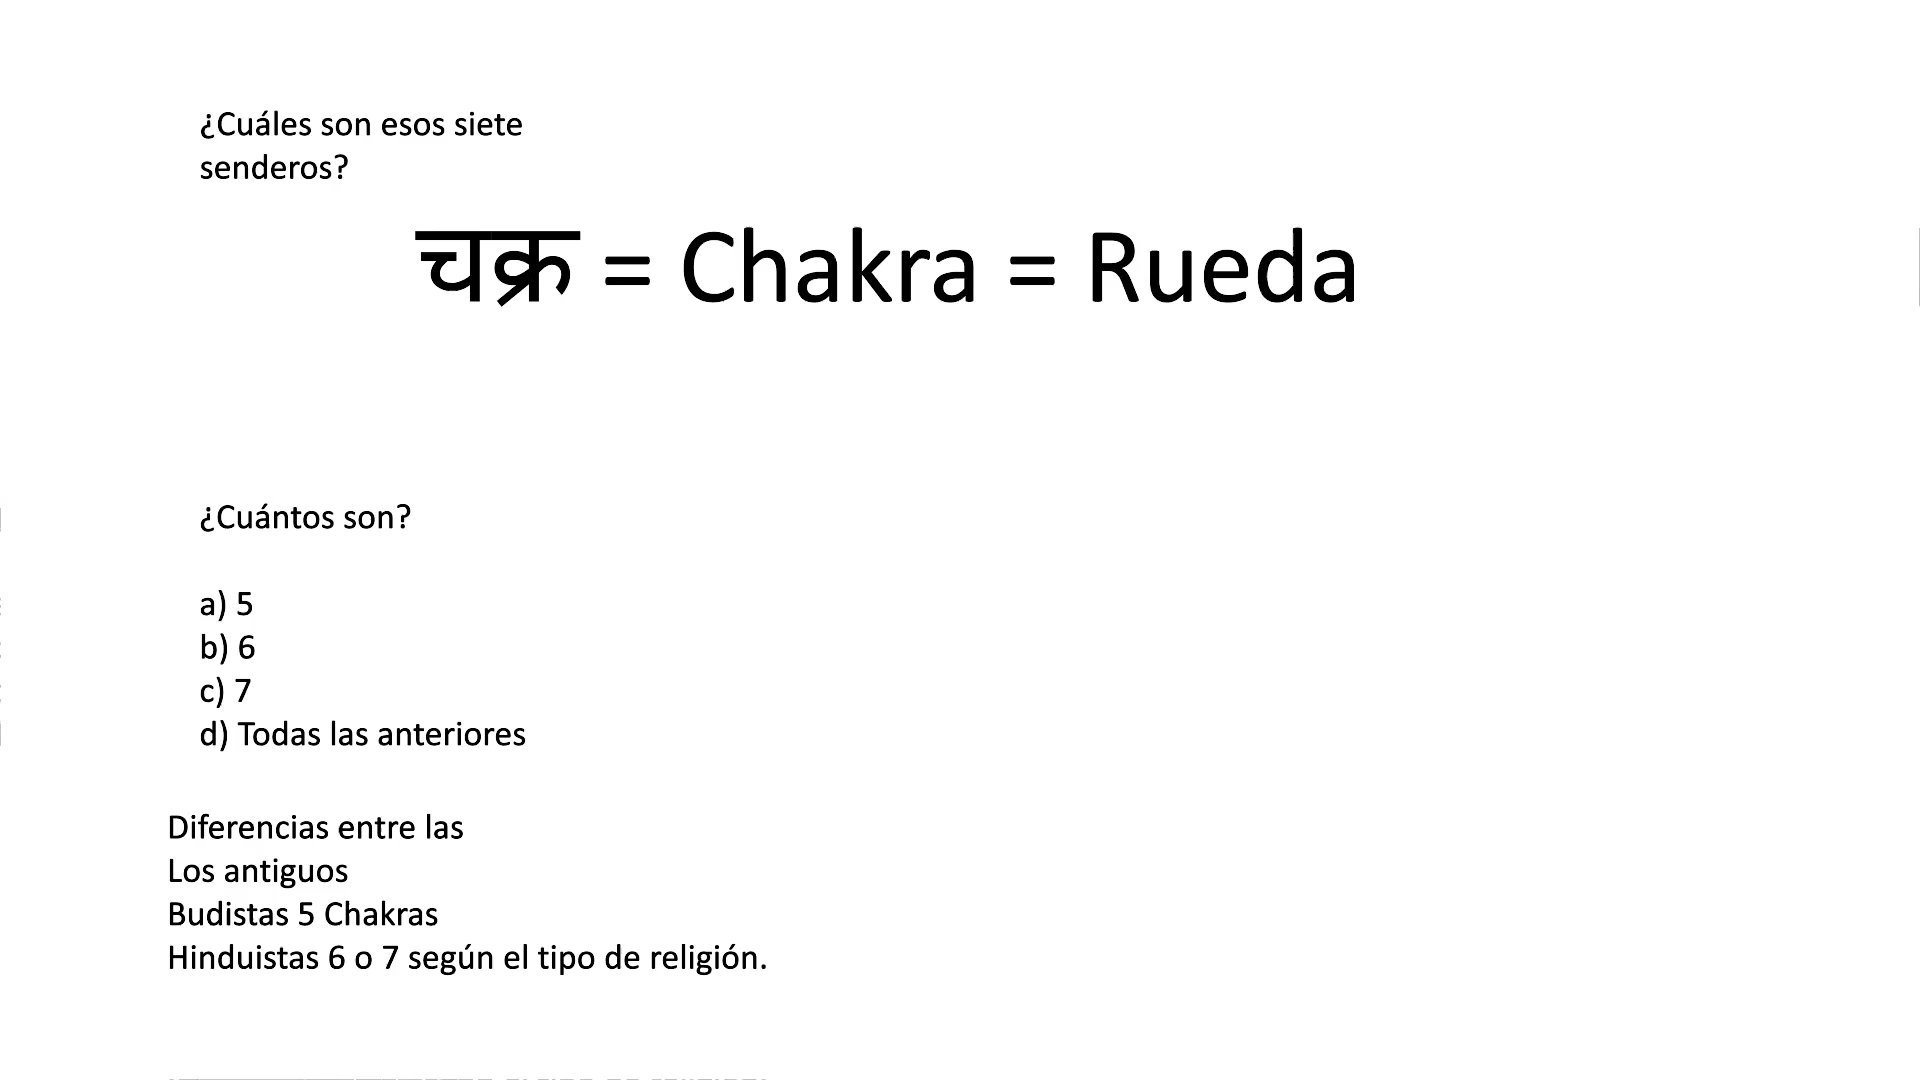 ¿Cuáles son esos siete
senderos?
चक्र = Chakra = Rueda
¿Cuántos son?
a) 5
b) 6
c) 7
d) Todas las anteriores
Diferencias entre las
Los antiguos
Budistas 5 Chakras
Hinduistas 6 o 7 según el tipo de religión.